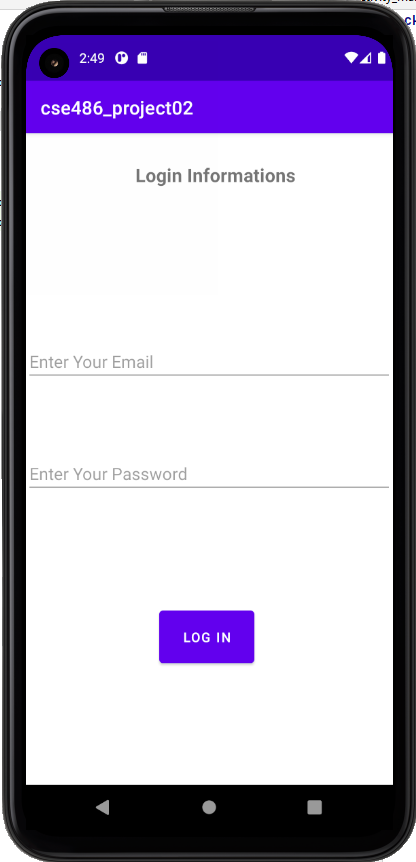 2:49
cse486_project02
Login Informations
Enter Your Email
Enter Your Password
LOG IN